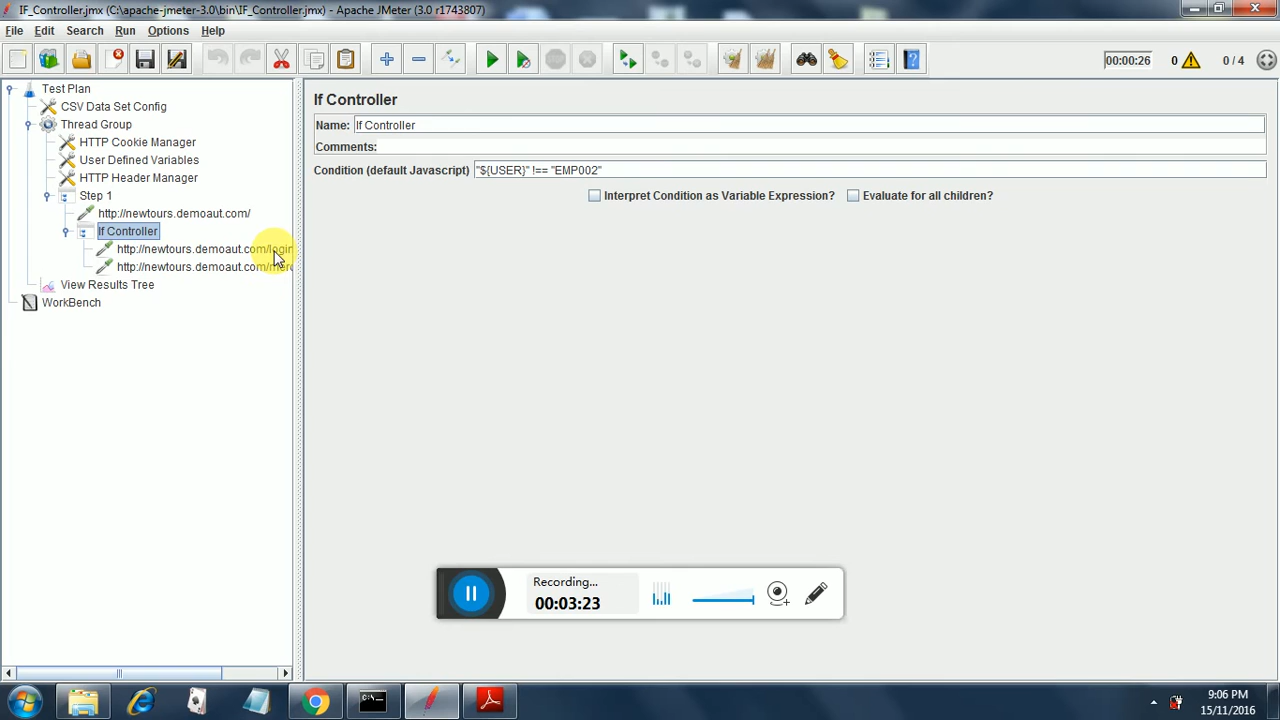 IF_Controller.jmx (C:\apache-jmeter-3.0\bin\IF_Controller.jmx) - Apache JMeter (3.0 r1743807)
File Edit Search Run Options Help
00:00:26 0 0 / 4
Test Plan
CSV Data Set Config
Thread Group
HTTP Cookie Manager
User Defined Variables
HTTP Header Manager
Step 1
http://newtours.demoaut.com/
If Controller
http://newtours.demoaut.com/login
http://newtours.demoaut.com/merc
View Results Tree
WorkBench
If Controller
Name: If Controller
Comments:
Condition (default Javascript) "${USER}" !== "EMP002"
Interpret Condition as Variable Expression? Evaluate for all children?
Recording...
00:03:23
9:06 PM
15/11/2016